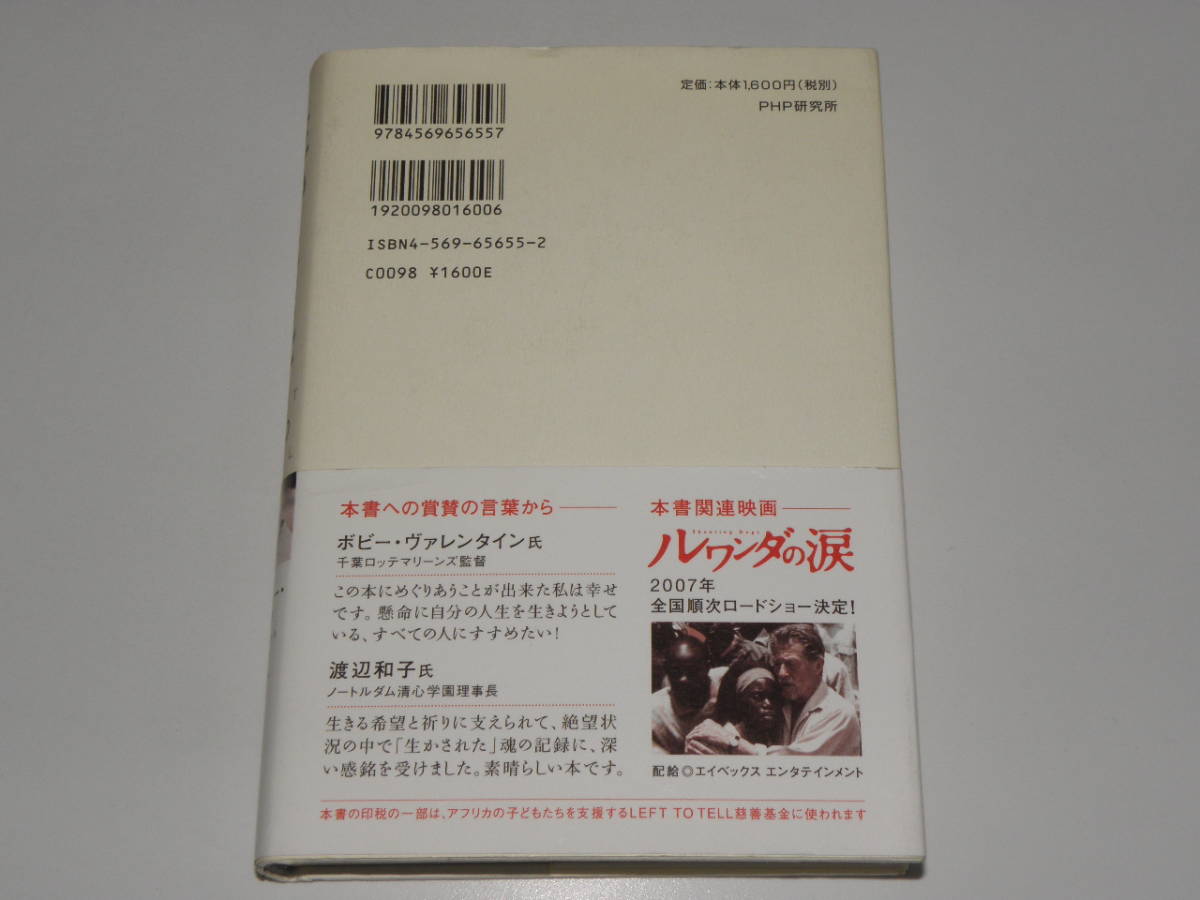 9784569656557
1920098016006
ISBN4-569-65655-2
C0098 ¥1600E
定価:本体1,600円(税別)
PHP研究所
本書への賞賛の言葉から
ボビー・ヴァレンタイン氏
千葉ロッテマリーンズ監督
この本にめぐりあうことが出来た私は幸せ
です。懸命に自分の人生を生きようとして
いる、すべての人にすすめたい!
渡辺和子氏
ノートルダム清心学園理事長
生きる希望と祈りに支えられて、絶望状
況の中で「生かされた」魂の記録に、深
い感銘を受けました。素晴らしい本です。
本書関連映画
Shooting Dogs
ルワンダの涙
2007年
全国順次ロードショー決定!
配給◎エイベックス エンタテインメント
本書の印税の一部は、アフリカの子どもたちを支援するLEFT TO TELL慈善基金に使われます